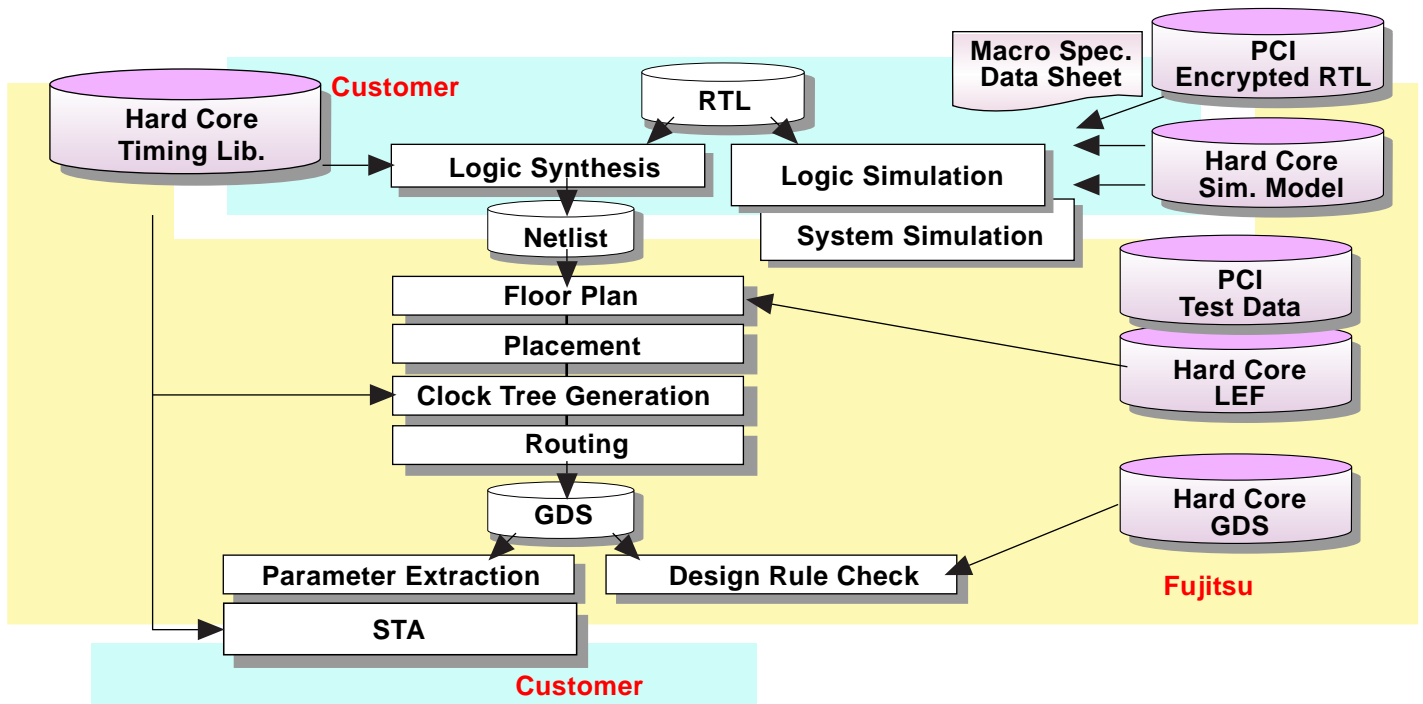 Macro Spec.
Data Sheet
PCI
Encrypted RTL
Customer
RTL
Hard Core
Timing Lib.
Logic Synthesis
Logic Simulation
Hard Core
Sim. Model
Netlist
System Simulation
PCI
Test Data
Floor Plan
Placement
Hard Core
LEF
Clock Tree Generation
Routing
Hard Core
GDS
GDS
Parameter Extraction
Design Rule Check
Fujitsu
STA
Customer